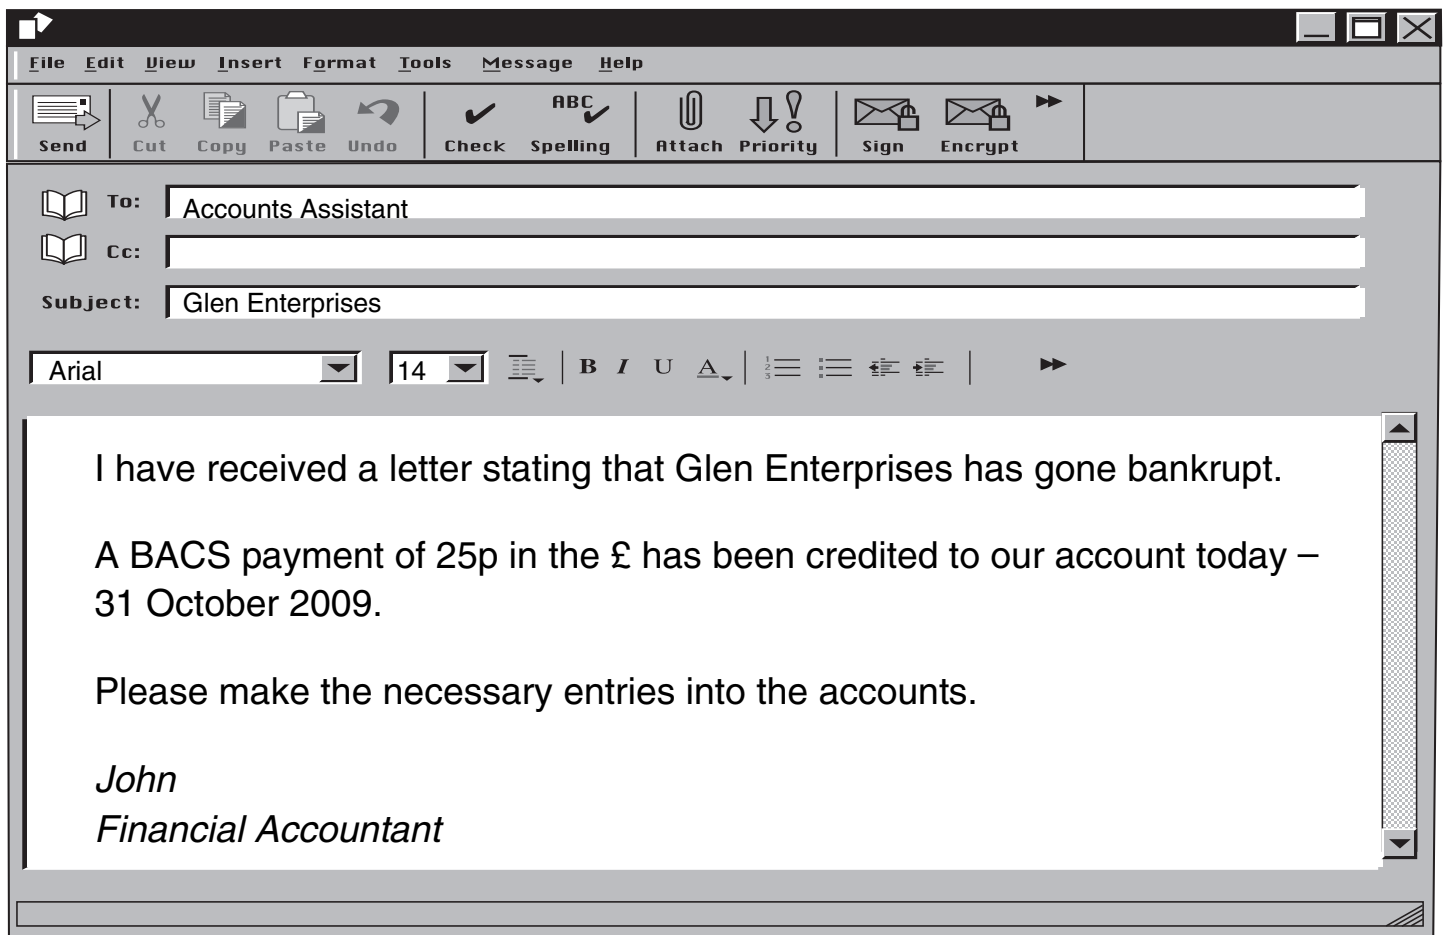 File Edit View Insert Format Tools Message Help
ABC
Send Cut Copy Paste Undo Check Spelling Attach Priority Sign Encrypt
To: Accounts Assistant
Cc:
Subject: Glen Enterprises
Arial 14 B I U A 1 2 3
I have received a letter stating that Glen Enterprises has gone bankrupt.
A BACS payment of 25p in the £ has been credited to our account today –
31 October 2009.
Please make the necessary entries into the accounts.
John
Financial Accountant